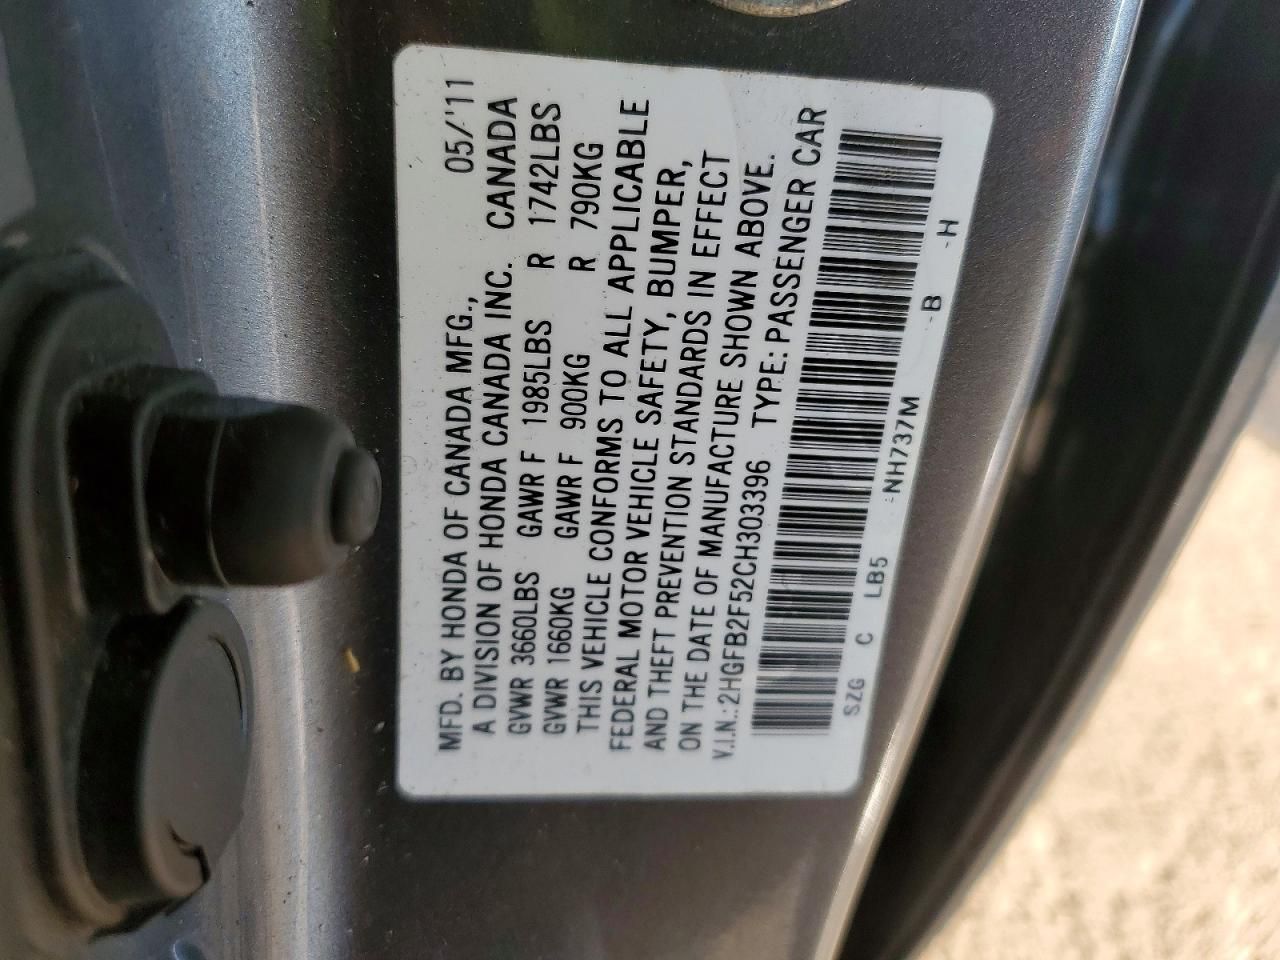 MFD. BY HONDA OF CANADA MFG., 05/'11
A DIVISION OF HONDA CANADA INC. CANADA
GVWR 3660LBS GAWR F 1985LBS R 1742LBS
GVWR 1660KG GAWR F 900KG R 790KG
THIS VEHICLE CONFORMS TO ALL APPLICABLE
FEDERAL MOTOR VEHICLE SAFETY, BUMPER,
AND THEFT PREVENTION STANDARDS IN EFFECT
ON THE DATE OF MANUFACTURE SHOWN ABOVE.
V.I.N.: 2HGFB2F52CH303396 TYPE: PASSENGER CAR
SZG C LB5 -NH737M -B -H